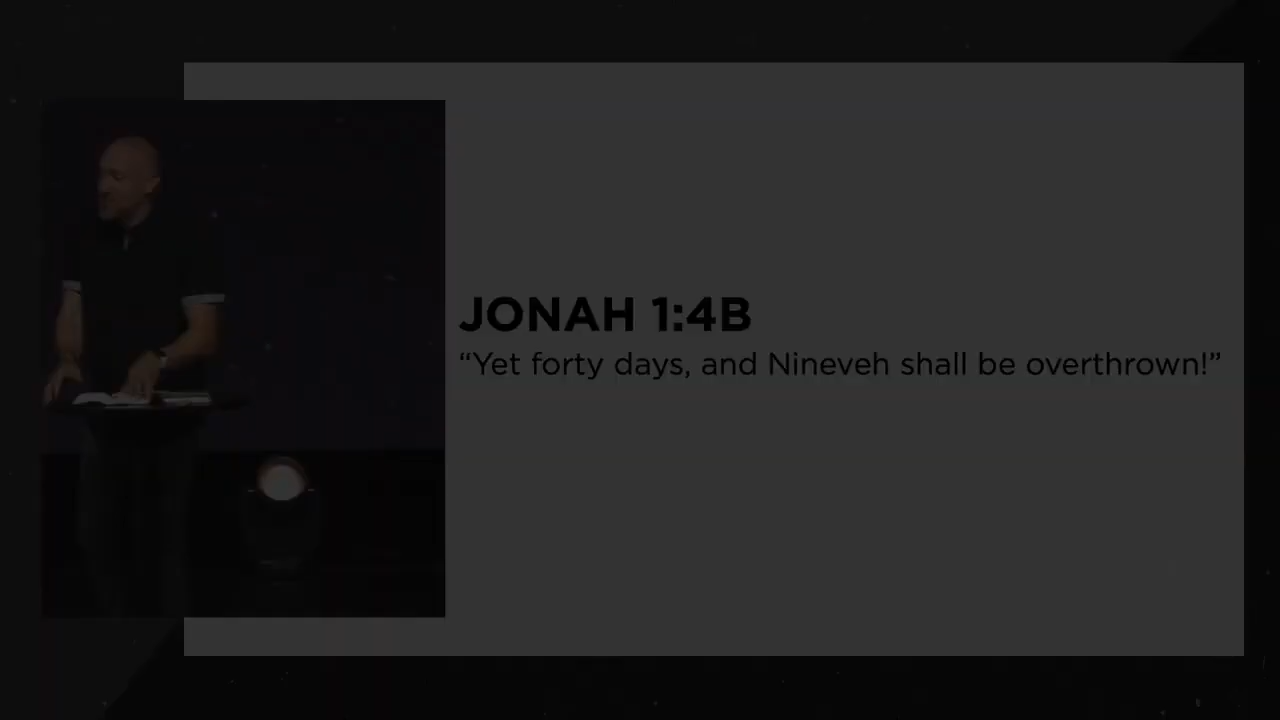 JONAH 1:4B
“Yet forty days, and Nineveh shall be overthrown!”